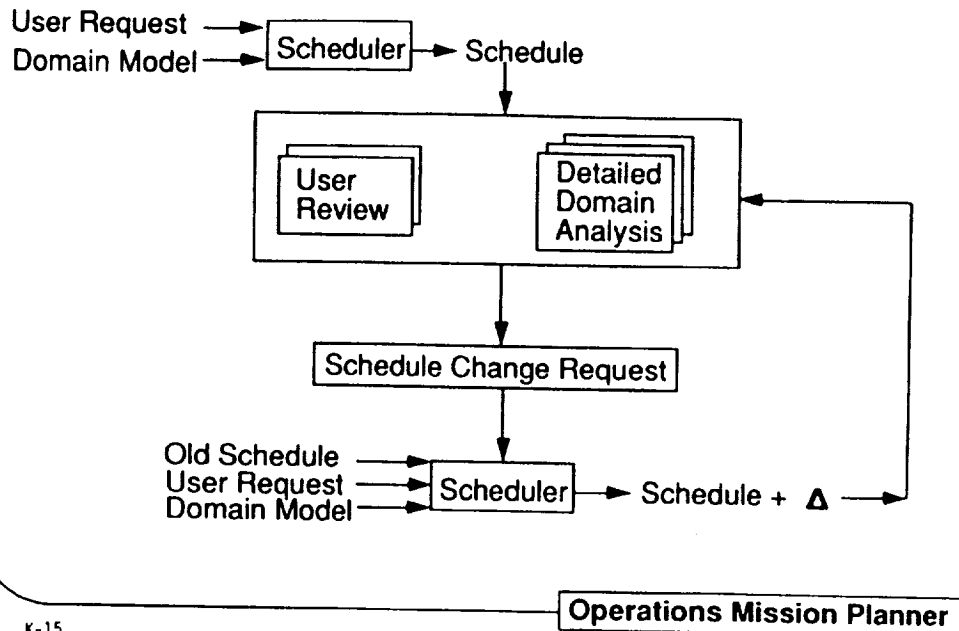 User Request
Domain Model
Scheduler
Schedule
User
Review
Detailed
Domain
Analysis
Schedule Change Request
Old Schedule
User Request
Domain Model
Scheduler
Schedule + Δ
Operations Mission Planner
K-15